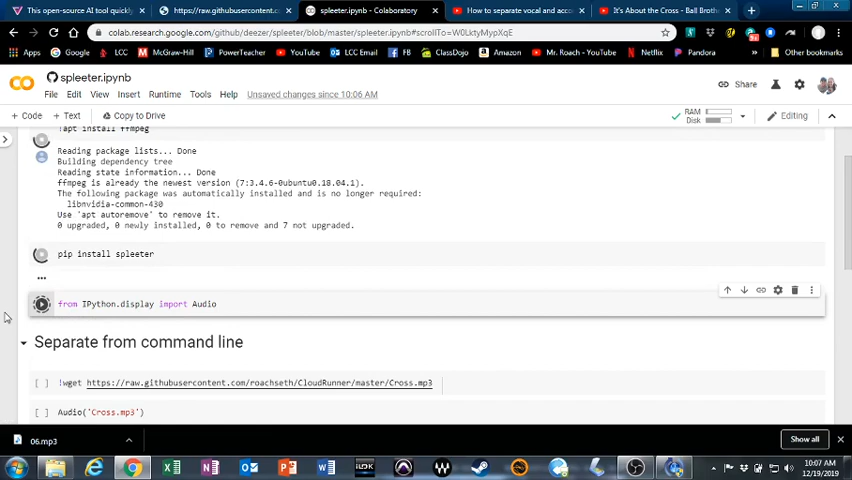 This open-source AI tool quickly
https://raw.githubusercontent.co
spleeter.ipynb - Colaboratory
How to separate vocal and acco
It's About the Cross - Ball Brothe
colab.research.google.com/github/deezer/spleeter/blob/master/spleeter.ipynb#scrollTo=W0LktyMypXqE
Apps
Google
LCC
McGraw-Hill
PowerTeacher
YouTube
LCC Email
ClassDojo
Amazon
Mr. Roach - YouTube
Netflix
Pandora
Other bookmarks
CO
spleeter.ipynb
Share
File Edit View Insert Runtime Tools Help Unsaved changes since 10:06 AM
+ Code + Text Copy to Drive
RAM
Disk
Editing
!apt install ffmpeg
Reading package lists... Done
Building dependency tree
Reading state information... Done
ffmpeg is already the newest version (7:3.4.6-0ubuntu0.18.04.1).
The following package was automatically installed and is no longer required:
libnvidia-common-430
Use 'apt autoremove' to remove it.
0 upgraded, 0 newly installed, 0 to remove and 7 not upgraded.
pip install spleeter
...
from IPython.display import Audio
Separate from command line
[ ] !wget https://raw.githubusercontent.com/roachseth/CloudRunner/master/Cross.mp3
[ ] Audio('Cross.mp3')
06.mp3
Show all
10:07 AM
12/19/2019